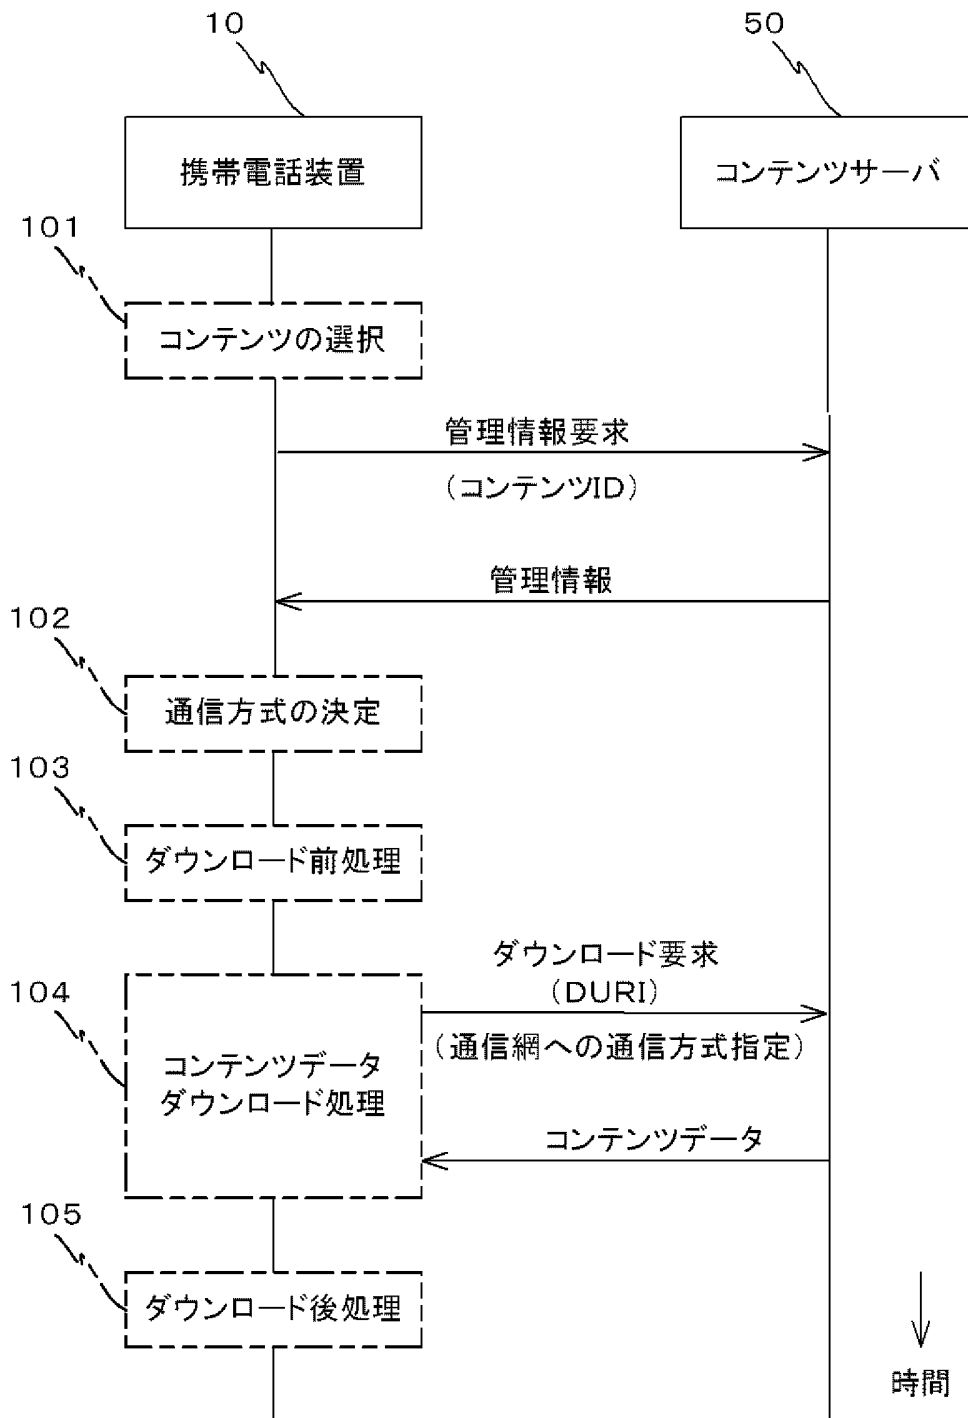 10
50
携帯電話装置
コンテンツサーバ
101
コンテンツの選択
管理情報要求
(コンテンツID)
管理情報
102
通信方式の決定
103
ダウンロード前処理
ダウンロード要求
(DURI)
104
(通信網への通信方式指定)
コンテンツデータ
ダウンロード処理
コンテンツデータ
105
ダウンロード後処理
時間